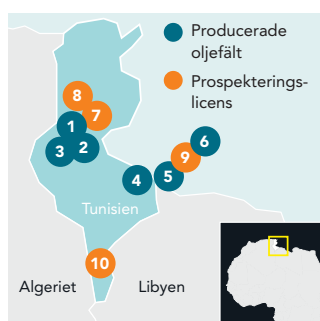 Producerade
oljefält
Prospekterings-
licens
8
7
1
3
2
6
9
5
4
Tunisien
10
Algeriet
Libyen